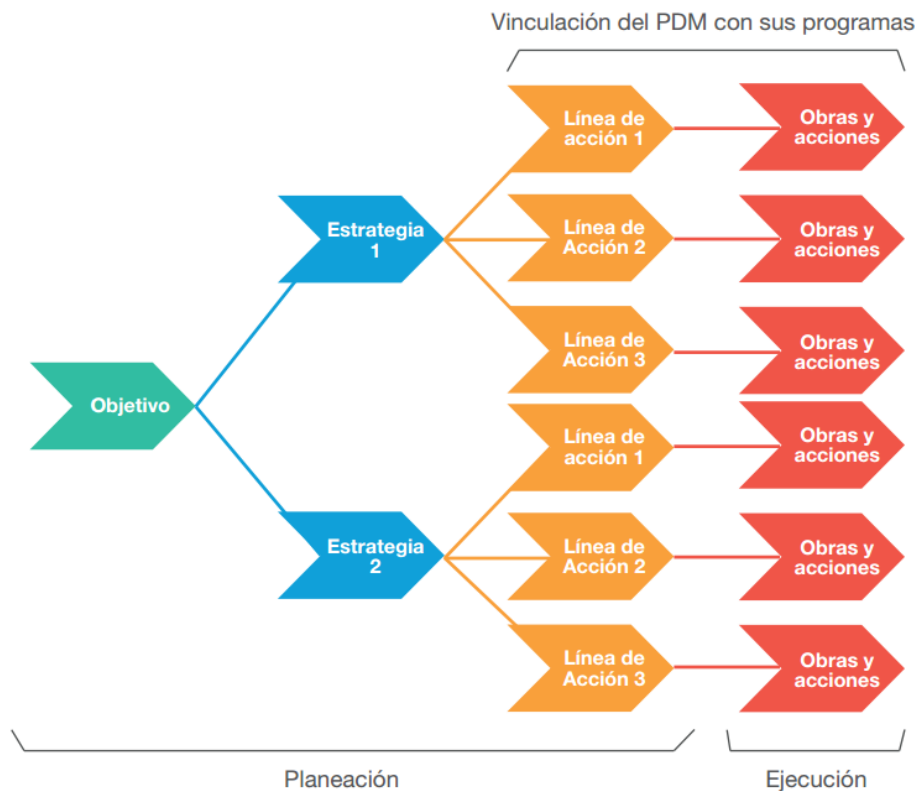 Vinculación del PDM con sus programas
Línea de
acción 1
Obras y
acciones
Estrategia
1
Línea de
Acción 2
Obras y
acciones
Línea de
Acción 3
Obras y
acciones
Objetivo
Línea de
acción 1
Obras y
acciones
Estrategia
2
Línea de
Acción 2
Obras y
acciones
Línea de
Acción 3
Obras y
acciones
Planeación
Ejecución